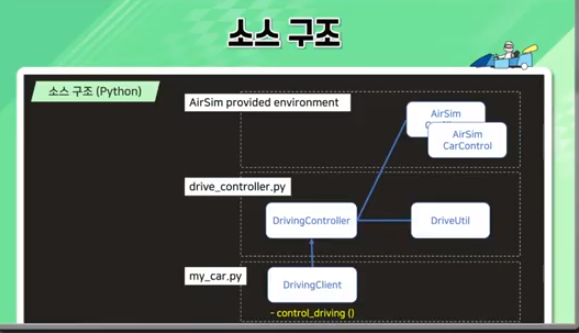 소스 구조
소스 구조 (Python)
AirSim provided environment
AirSim
AirSim
CarControl
drive_controller.py
DrivingController
DriveUtil
my_car.py
DrivingClient
- control_driving ()